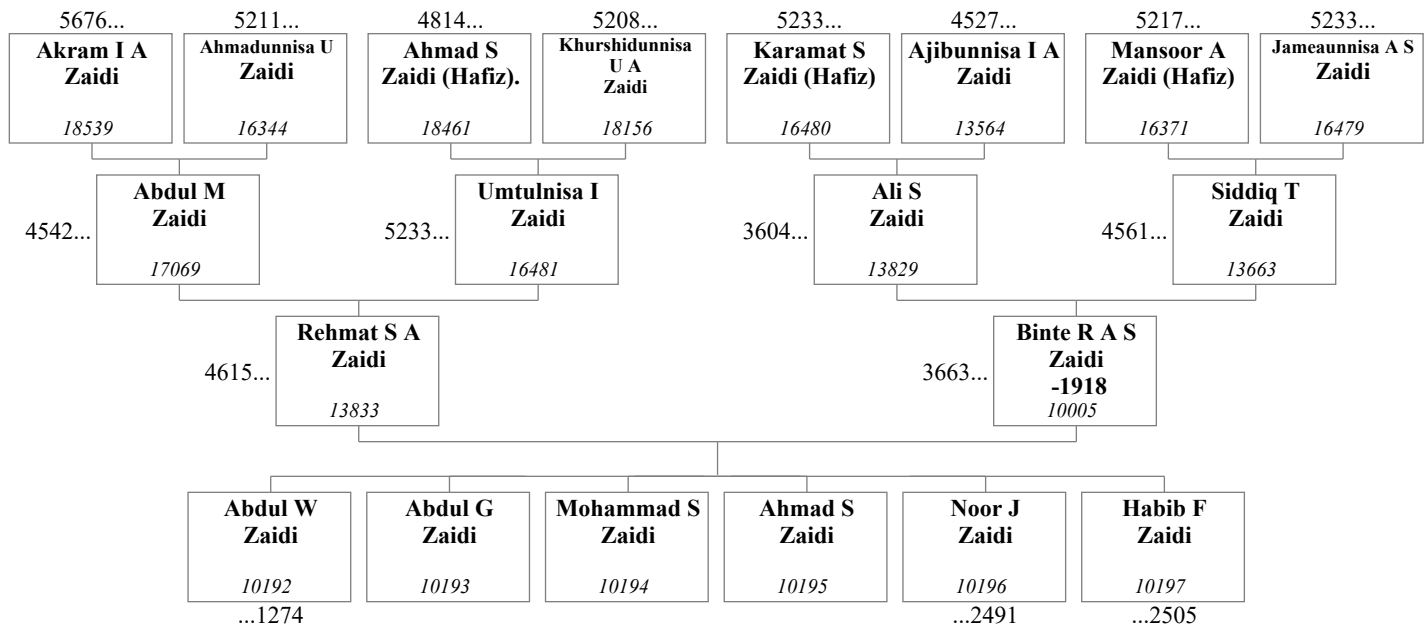 5676... 5211... 4814... 5208... 5233... 4527... 5217... 5233...
Akram I A
Zaidi
18539
Ahmadunnisa U
Zaidi
16344
Ahmad S
Zaidi (Hafiz).
18461
Khurshidunnisa
U A
Zaidi
18156
Karamat S
Zaidi (Hafiz)
16480
Ajibunnisa I A
Zaidi
13564
Mansoor A
Zaidi (Hafiz)
16371
Jameaunnisa A S
Zaidi
16479
4542...
Abdul M
Zaidi
17069
5233...
Umtulnisa I
Zaidi
16481
3604...
Ali S
Zaidi
13829
4561...
Siddiq T
Zaidi
13663
4615...
Rehmat S A
Zaidi
13833
3663...
Binte R A S
Zaidi
-1918
10005
Abdul W
Zaidi
10192
...1274
Abdul G
Zaidi
10193
Mohammad S
Zaidi
10194
Ahmad S
Zaidi
10195
Noor J
Zaidi
10196
...2491
Habib F
Zaidi
10197
...2505